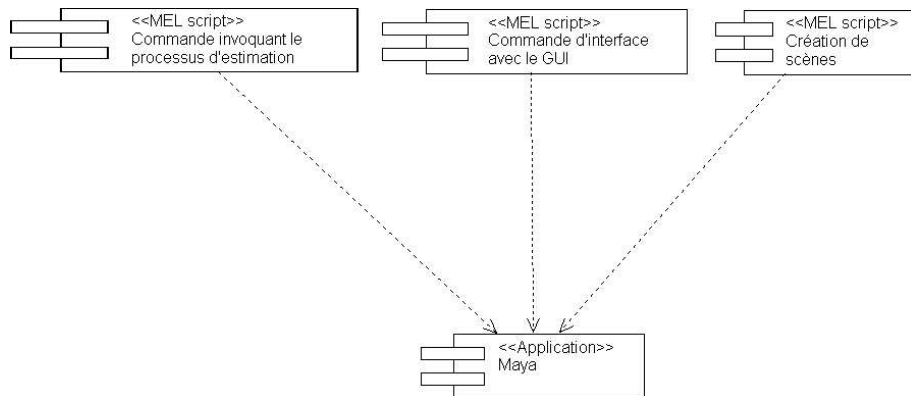 <<MEL script>>
Commande invoquant le
processus d'estimation
<<MEL script>>
Commande d'interface
avec le GUI
<<MEL script>>
Création de
scènes
<<Application>>
Maya